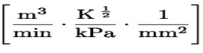 [m³/min · K ½/kPa · 1/mm²]